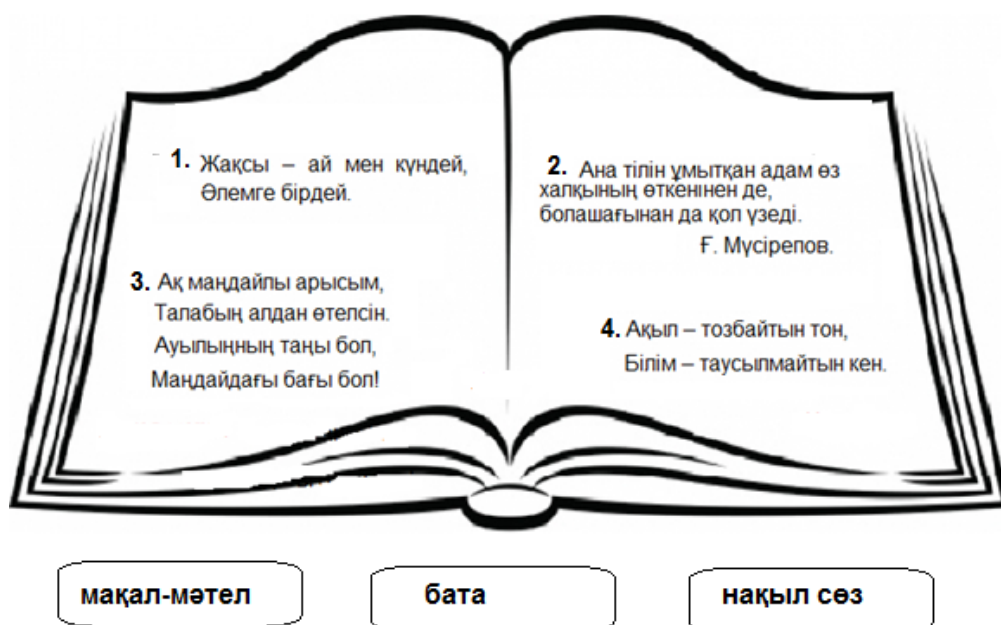 1. Жақсы – ай мен күндей,
Әлемге бірдей.
2. Ана тілін ұмытқан адам өз
халқының өткенінен де,
болашағынан да қол үзеді.
Ғ. Мүсірепов.
3. Ақ маңдайлы арысым,
Талабың алдан өтелсін.
Ауылыңның таңы бол,
Маңдайдағы бағы бол!
4. Ақыл – тозбайтын тон,
Білім – таусылмайтын кен.
мақал-мәтел
бата
нақыл сөз